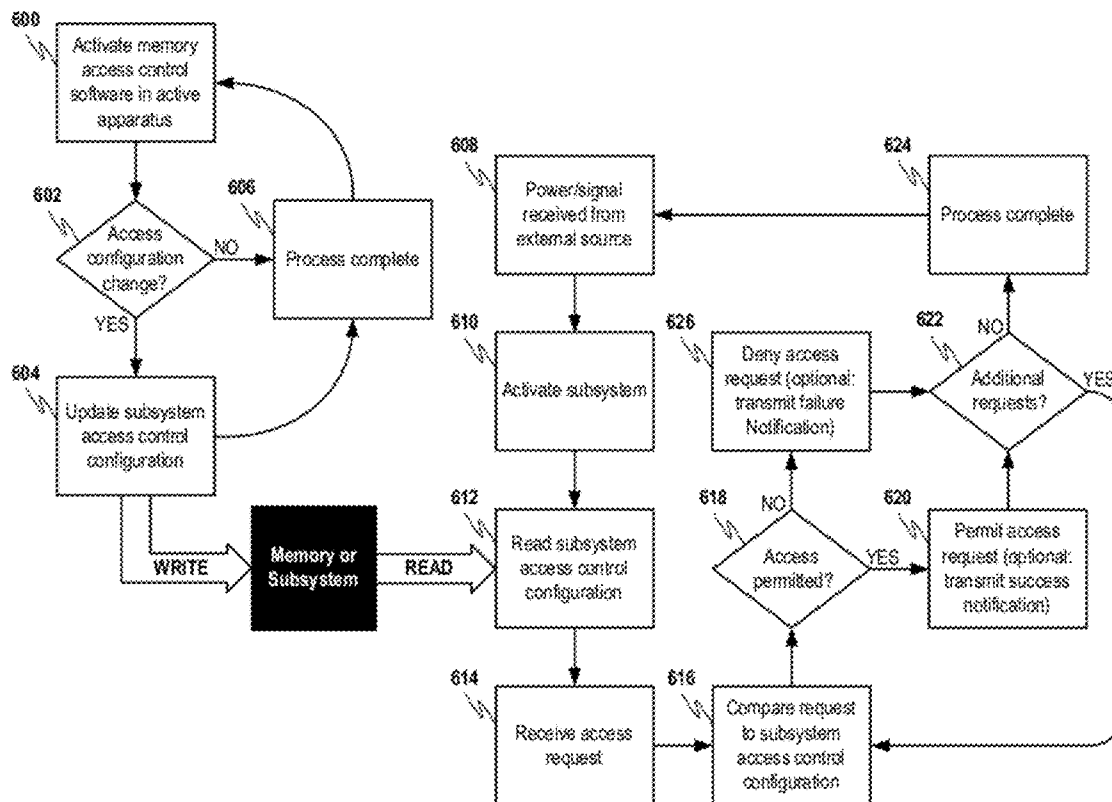 600
Activate memory
access control
software in active
apparatus
602
Access
configuration
change?
NO
YES
606
Process complete
604
Update subsystem
access control
configuration
WRITE
Memory or
Subsystem
READ
608
Power/signal
received from
external source
610
Activate subsystem
612
Read subsystem
access control
configuration
614
Receive access
request
616
Compare request
to subsystem
access control
configuration
618
Access
permitted?
NO
YES
626
Deny access
request (optional:
transmit failure
Notification)
620
Permit access
request (optional:
transmit success
notification)
622
Additional
requests?
NO
YES
624
Process complete